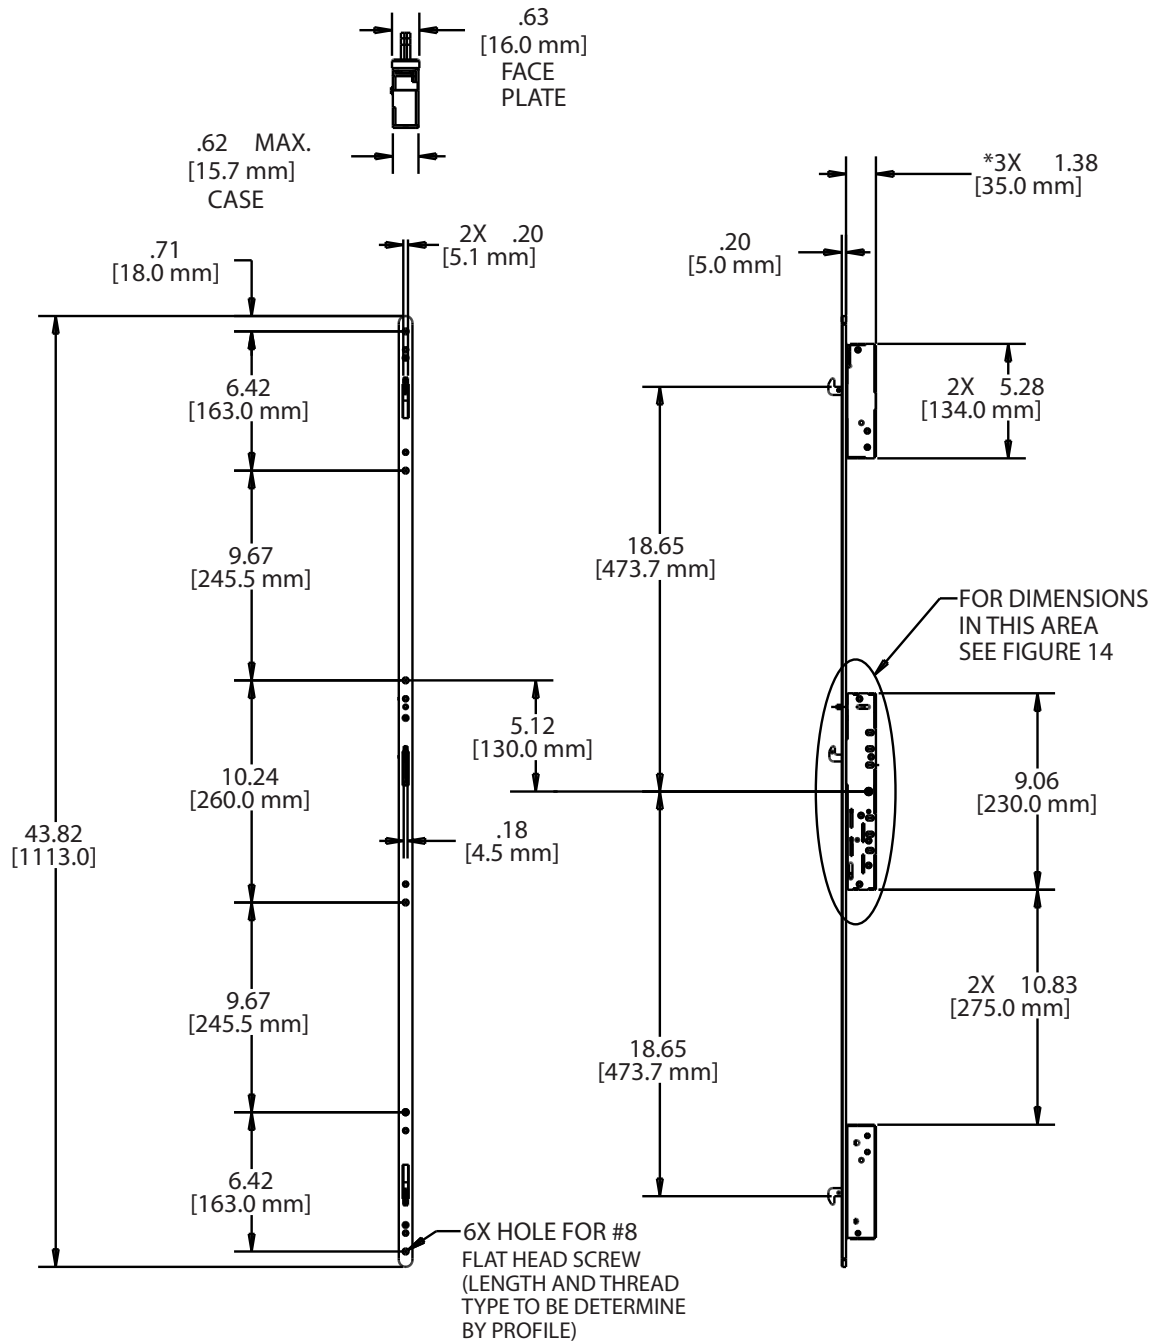 .63
[16.0 mm]
FACE
PLATE
.62 MAX.
[15.7 mm]
CASE
*3X 1.38
[35.0 mm]
2X .20
[5.1 mm]
.20
[5.0 mm]
.71
[18.0 mm]
6.42
[163.0 mm]
2X 5.28
[134.0 mm]
9.67
[245.5 mm]
18.65
[473.7 mm]
FOR DIMENSIONS
IN THIS AREA
SEE FIGURE 14
5.12
[130.0 mm]
10.24
[260.0 mm]
9.06
[230.0 mm]
43.82
[1113.0]
.18
[4.5 mm]
9.67
[245.5 mm]
2X 10.83
[275.0 mm]
18.65
[473.7 mm]
6.42
[163.0 mm]
6X HOLE FOR #8
FLAT HEAD SCREW
(LENGTH AND THREAD
TYPE TO BE DETERMINE
BY PROFILE)